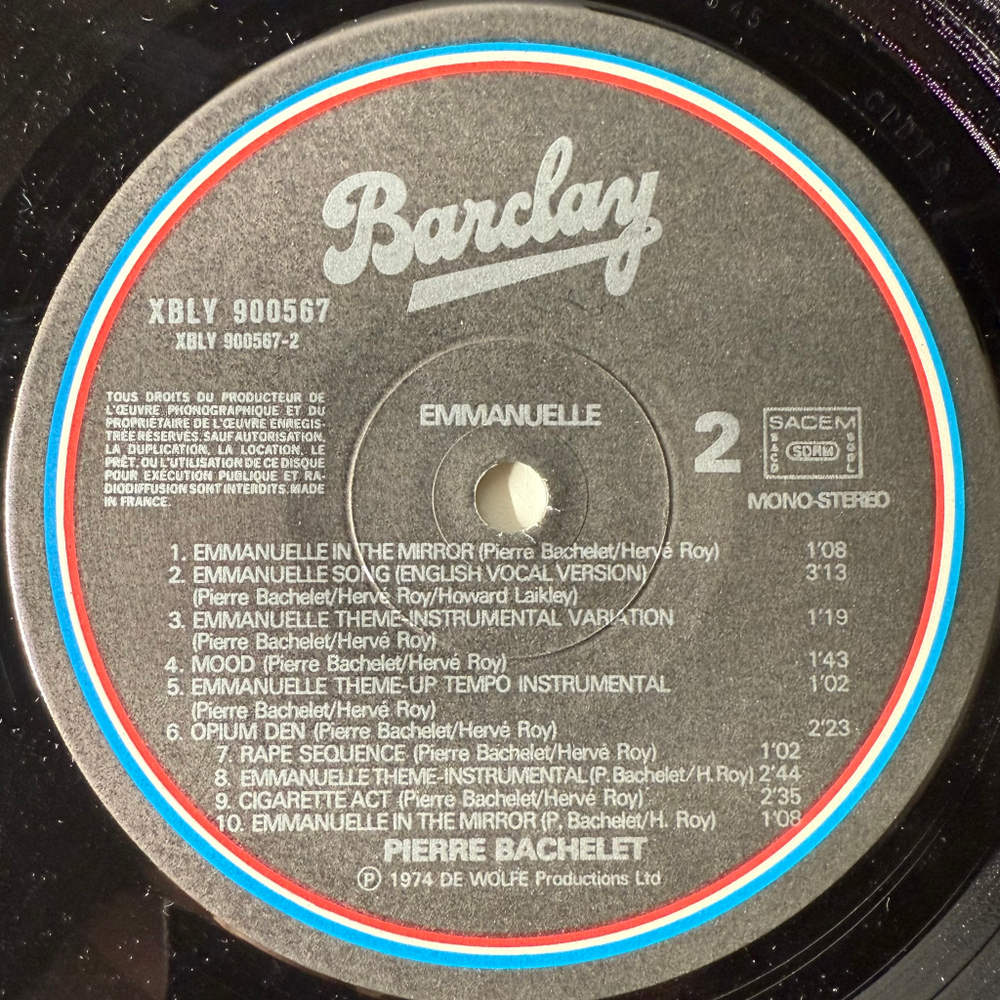 Barclay
XBLY 900567
XBLY 900567-2
TOUS DROITS DU PRODUCTEUR DE
L'ŒUVRE PHONOGRAPHIQUE ET DU
PROPRIÉTAIRE DE L'ŒUVRE ENREGIS-
TRÉE RÉSERVÉS. SAUF AUTORISATION,
LA DUPLICATION, LA LOCATION, LE
PRÊT, OU L'UTILISATION DE CE DISQUE
POUR EXÉCUTION PUBLIQUE ET RA-
DIODIFFUSION SONT INTERDITS. MADE
IN FRANCE.
EMMANUELLE
2
SACEM
SACD
SDRM
SGDL
MONO-STEREO
1. EMMANUELLE IN THE MIRROR (Pierre Bachelet/Hervé Roy) 1'08
2. EMMANUELLE SONG (ENGLISH VOCAL VERSION) 3'13
(Pierre Bachelet/Hervé Roy/Howard Laikley)
3. EMMANUELLE THEME-INSTRUMENTAL VARIATION 1'19
(Pierre Bachelet/Hervé Roy)
4. MOOD (Pierre Bachelet/Hervé Roy) 1'43
5. EMMANUELLE THEME-UP TEMPO INSTRUMENTAL 1'02
(Pierre Bachelet/Hervé Roy)
6. OPIUM DEN (Pierre Bachelet/Hervé Roy) 2'23
7. RAPE SEQUENCE (Pierre Bachelet/Hervé Roy) 1'02
8. EMMANUELLE THEME-INSTRUMENTAL (P. Bachelet/H. Roy) 2'44
9. CIGARETTE ACT (Pierre Bachelet/Hervé Roy) 2'35
10. EMMANUELLE IN THE MIRROR (P. Bachelet/H. Roy) 1'08
PIERRE BACHELET
Ⓟ 1974 DE WOLFE Productions Ltd